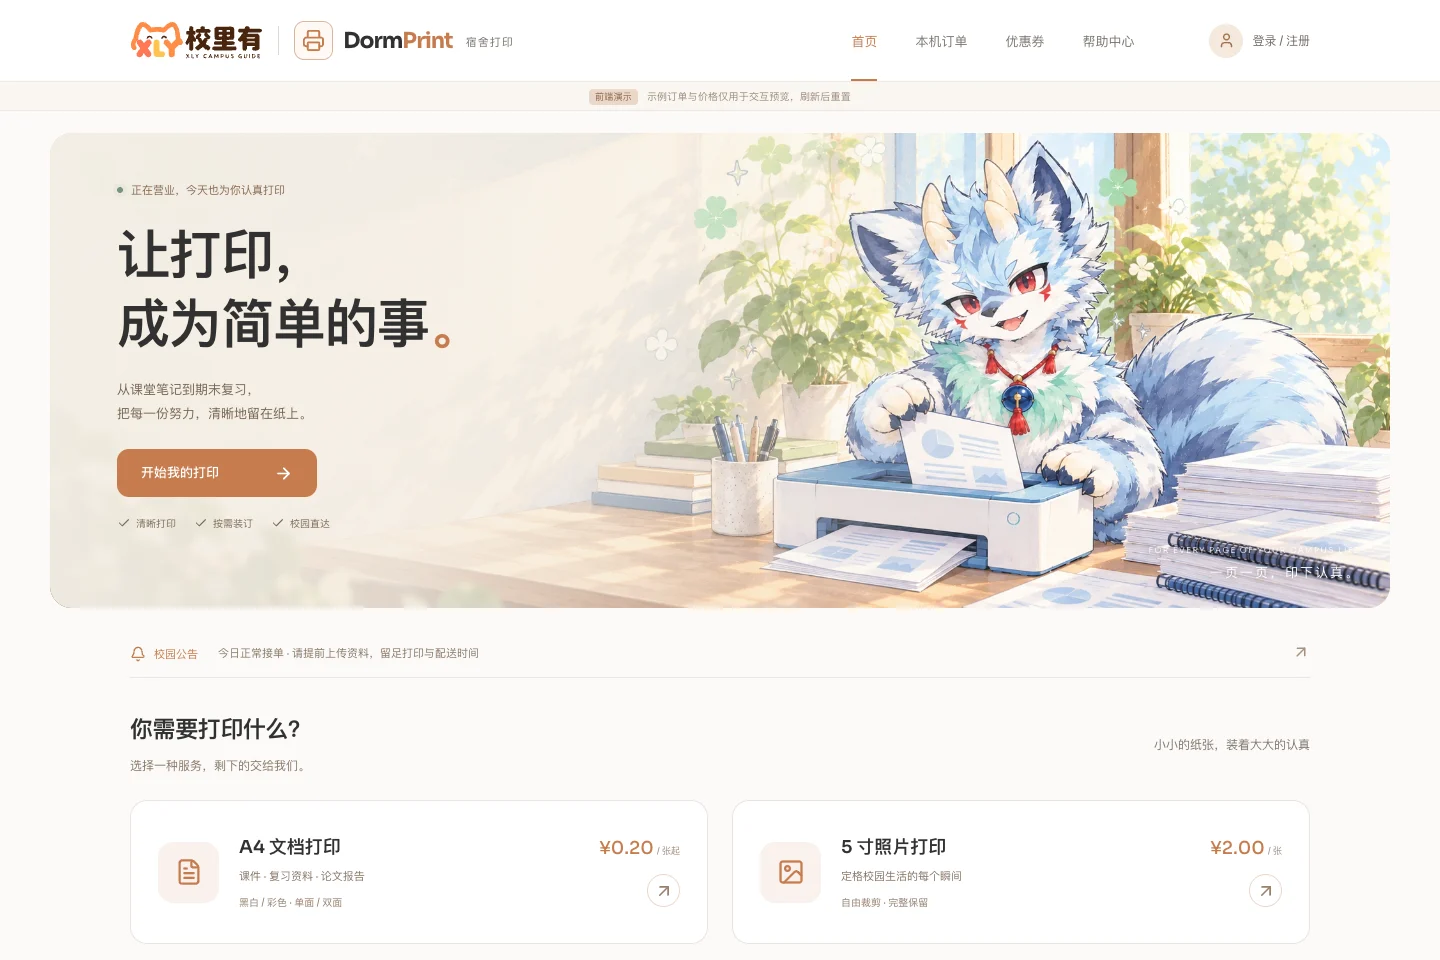 XLY 校里有
XLY CAMPUS GUIDE
DormPrint 宿舍打印
首页 本机订单 优惠券 帮助中心 登录 / 注册
前端演示 示例订单与价格仅用于交互预览，刷新后重置
正在营业，今天也为你认真打印
让打印，
成为简单的事。
从课堂笔记到期末复习，
把每一份努力，清晰地留在纸上。
开始我的打印
清晰打印 按需装订 校园直达
FOR EVERY PAGE OF YOUR CAMPUS LIFE
一页一页，印下认真。
校园公告 今日正常接单 · 请提前上传资料，留足打印与配送时间
你需要打印什么?
选择一种服务，剩下的交给我们。
小小的纸张，装着大大的认真
A4 文档打印
课件 · 复习资料 · 论文报告
黑白 / 彩色 · 单面 / 双面
¥0.20 / 张起
5 寸照片打印
定格校园生活的每个瞬间
自由裁剪 · 完整保留
¥2.00 / 张